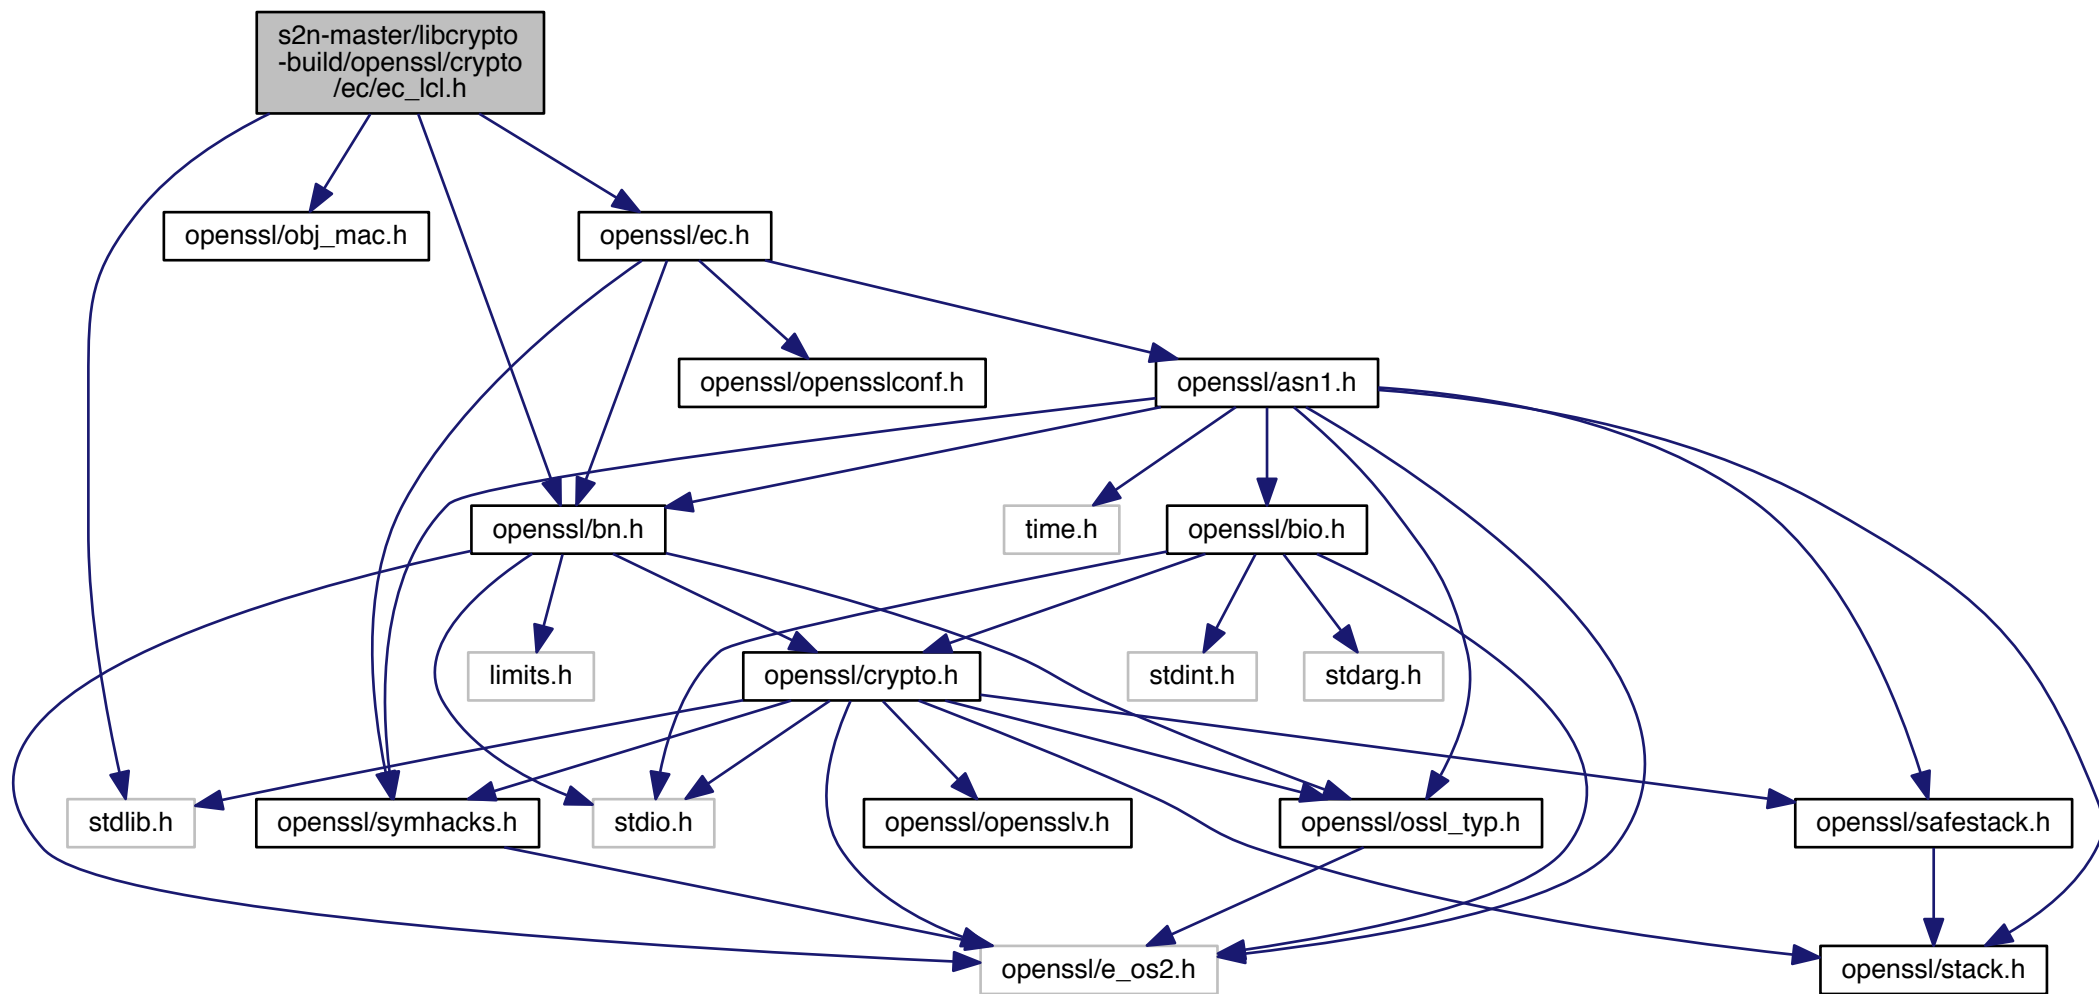 s2n-master/libcrypto
-build/openssl/crypto
/ec/ec_lcl.h
openssl/obj_mac.h
openssl/ec.h
openssl/opensslconf.h
openssl/asn1.h
openssl/bn.h
time.h
openssl/bio.h
limits.h
openssl/crypto.h
stdint.h
stdarg.h
stdlib.h
openssl/symhacks.h
stdio.h
openssl/opensslv.h
openssl/ossl_typ.h
openssl/safestack.h
openssl/e_os2.h
openssl/stack.h